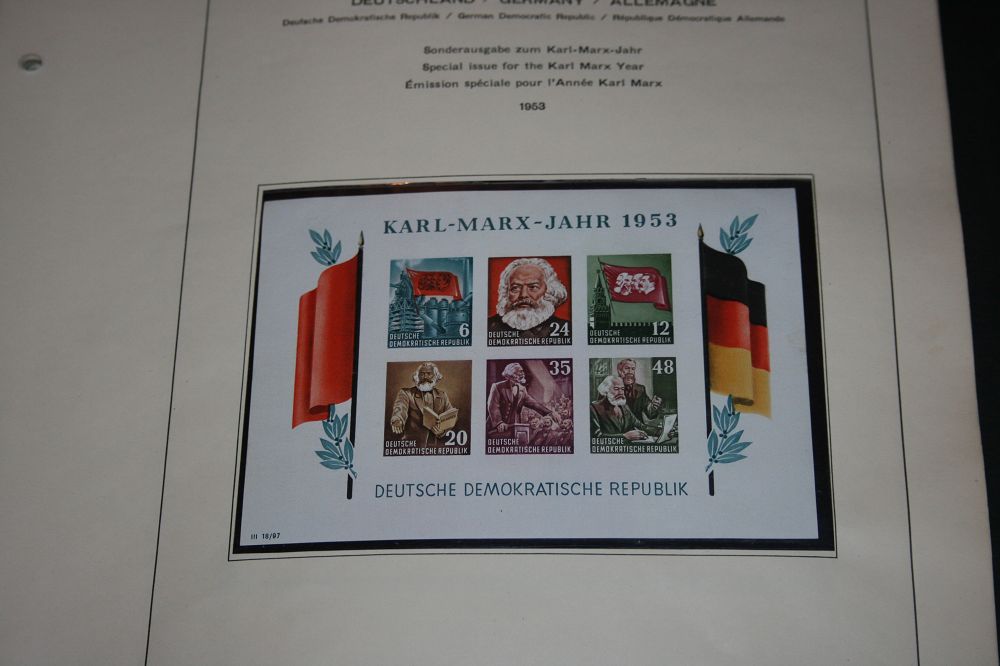 DEUTSCHLAND / GERMANY / ALLEMAGNE
Deutsche Demokratische Republik / German Democratic Republic / République Démocratique Allemande
Sonderausgabe zum Karl-Marx-Jahr
Special issue for the Karl Marx Year
Émission spéciale pour l'Année Karl Marx
1953
KARL-MARX-JAHR 1953
6
DEUTSCHE
DEMOKRATISCHE REPUBLIK
24
DEUTSCHE
DEMOKRATISCHE REPUBLIK
12
DEUTSCHE
DEMOKRATISCHE REPUBLIK
20
DEUTSCHE
DEMOKRATISCHE REPUBLIK
35
DEUTSCHE
DEMOKRATISCHE REPUBLIK
48
DEUTSCHE
DEMOKRATISCHE REPUBLIK
DEUTSCHE DEMOKRATISCHE REPUBLIK
III 18/97